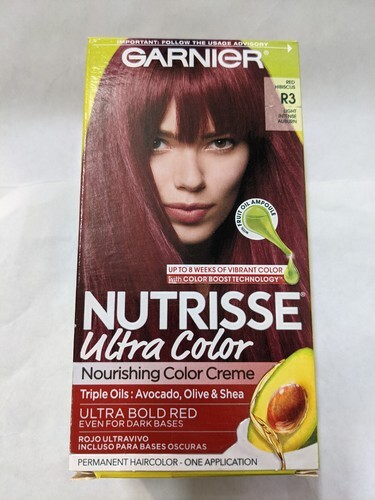 IMPORTANT: FOLLOW THE USAGE ADVISORY
GARNIER
RED
HIBISCUS
R3
LIGHT
INTENSE
AUBURN
with FRUIT OIL AMPOULE
UP TO 8 WEEKS OF VIBRANT COLOR
with COLOR BOOST TECHNOLOGY™
NUTRISSE®
Ultra Color
Nourishing Color Creme
Triple Oils : Avocado, Olive & Shea
ULTRA BOLD RED
EVEN FOR DARK BASES
ROJO ULTRAVIVO
INCLUSO PARA BASES OSCURAS
PERMANENT HAIRCOLOR - ONE APPLICATION